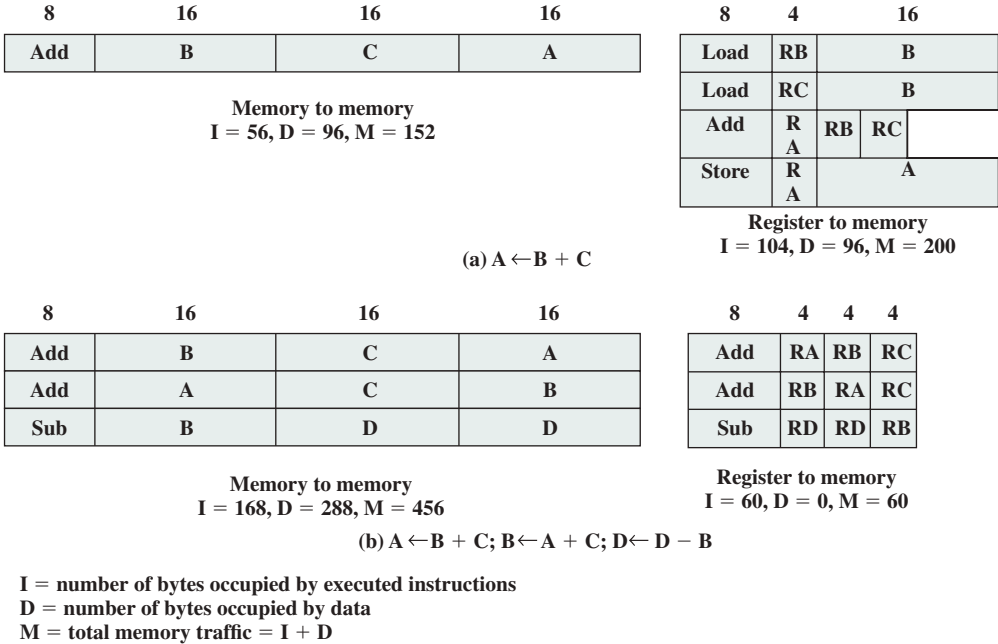 8 16 16 16
Add B C A
Memory to memory
I = 56, D = 96, M = 152
8 4 16
Load RB B
Load RC B
Add R A RB RC
Store R A A
Register to memory
I = 104, D = 96, M = 200
(a) A ← B + C
8 16 16 16
Add B C A
Add A C B
Sub B D D
Memory to memory
I = 168, D = 288, M = 456
8 4 4 4
Add RA RB RC
Add RB RA RC
Sub RD RD RB
Register to memory
I = 60, D = 0, M = 60
(b) A ← B + C; B ← A + C; D ← D − B
I = number of bytes occupied by executed instructions
D = number of bytes occupied by data
M = total memory traffic = I + D